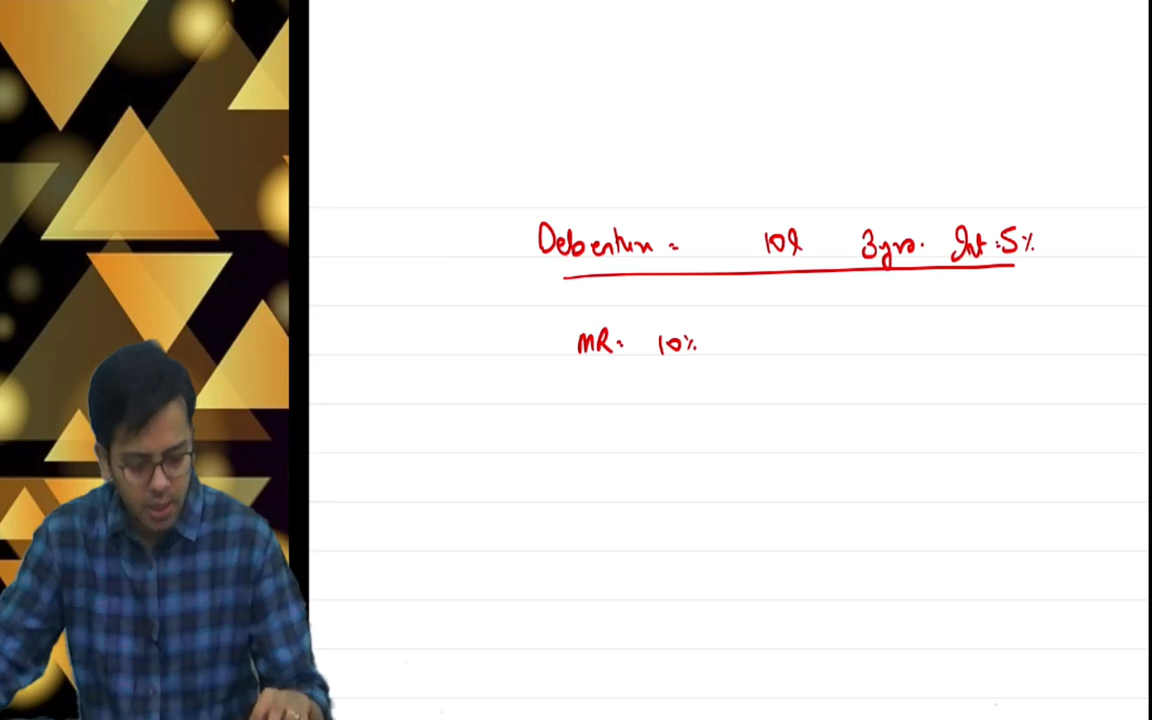 Debenture = 10l 3yrs. Int = 5%
MR = 10%